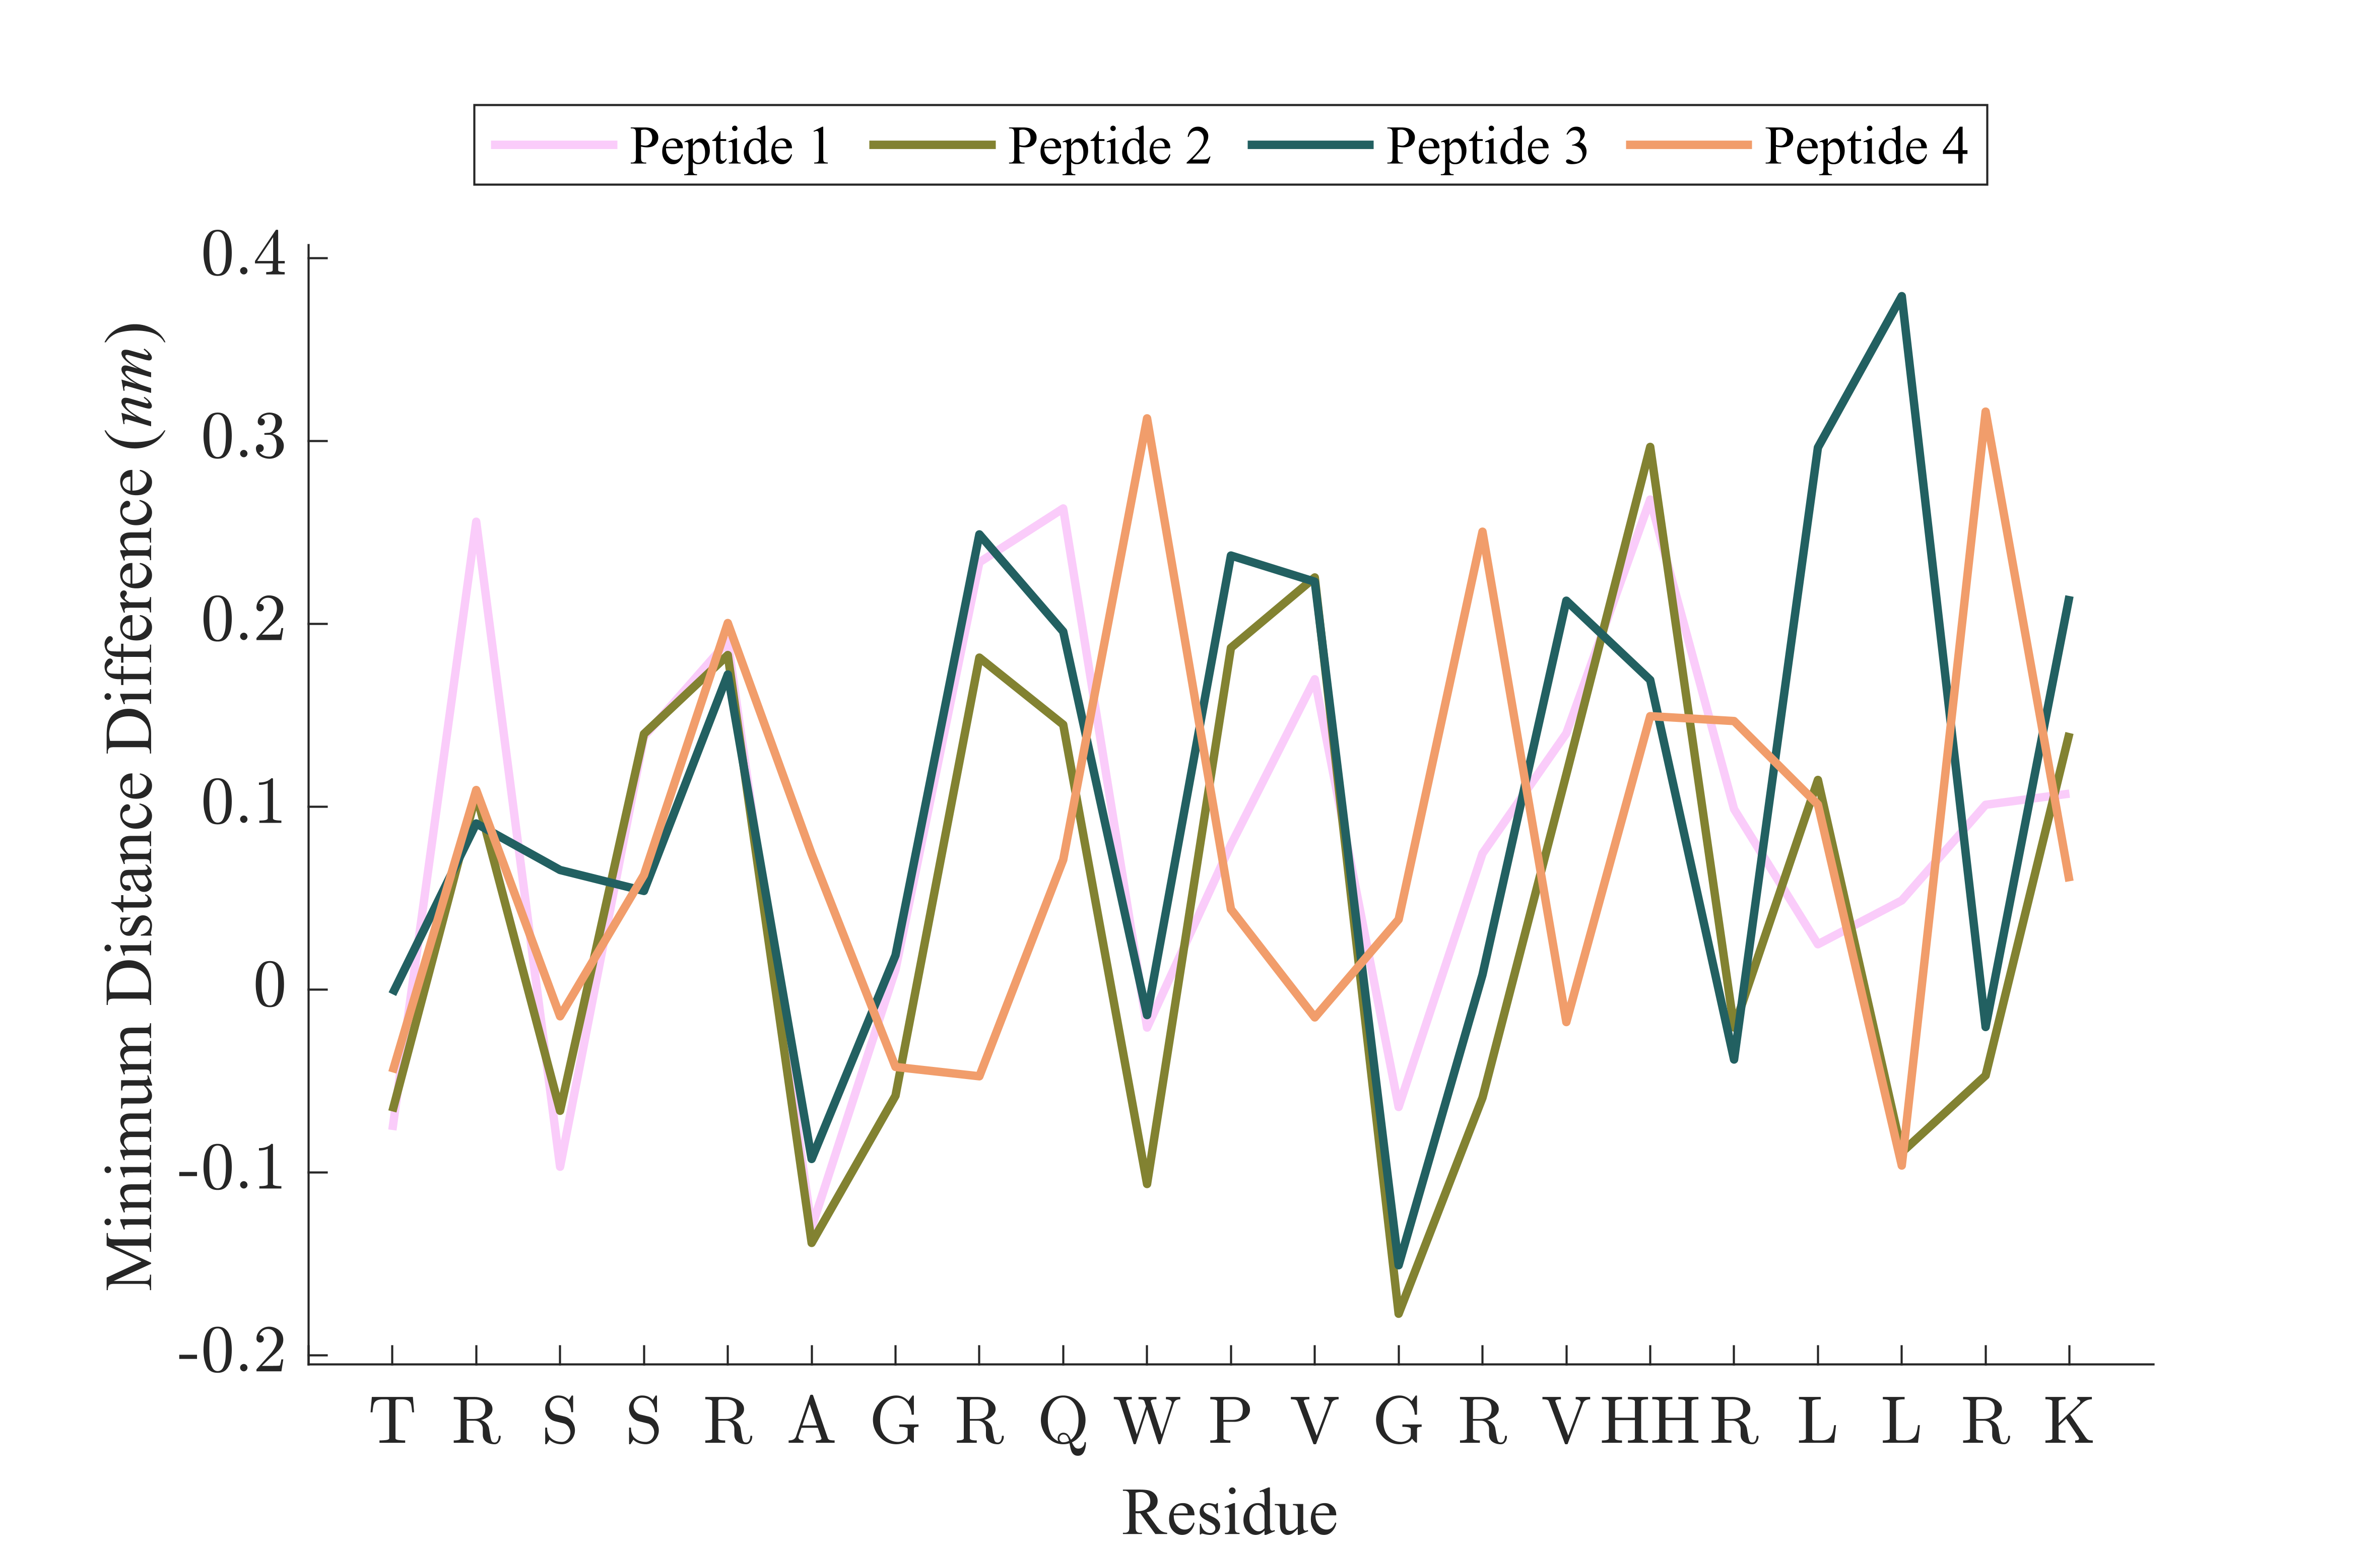 Peptide 1 Peptide 2 Peptide 3 Peptide 4
Minimum Distance Difference (nm)
0.4
0.3
0.2
0.1
0
-0.1
-0.2
T R S S R A G R Q W P V G R V HH R L L R K
Residue